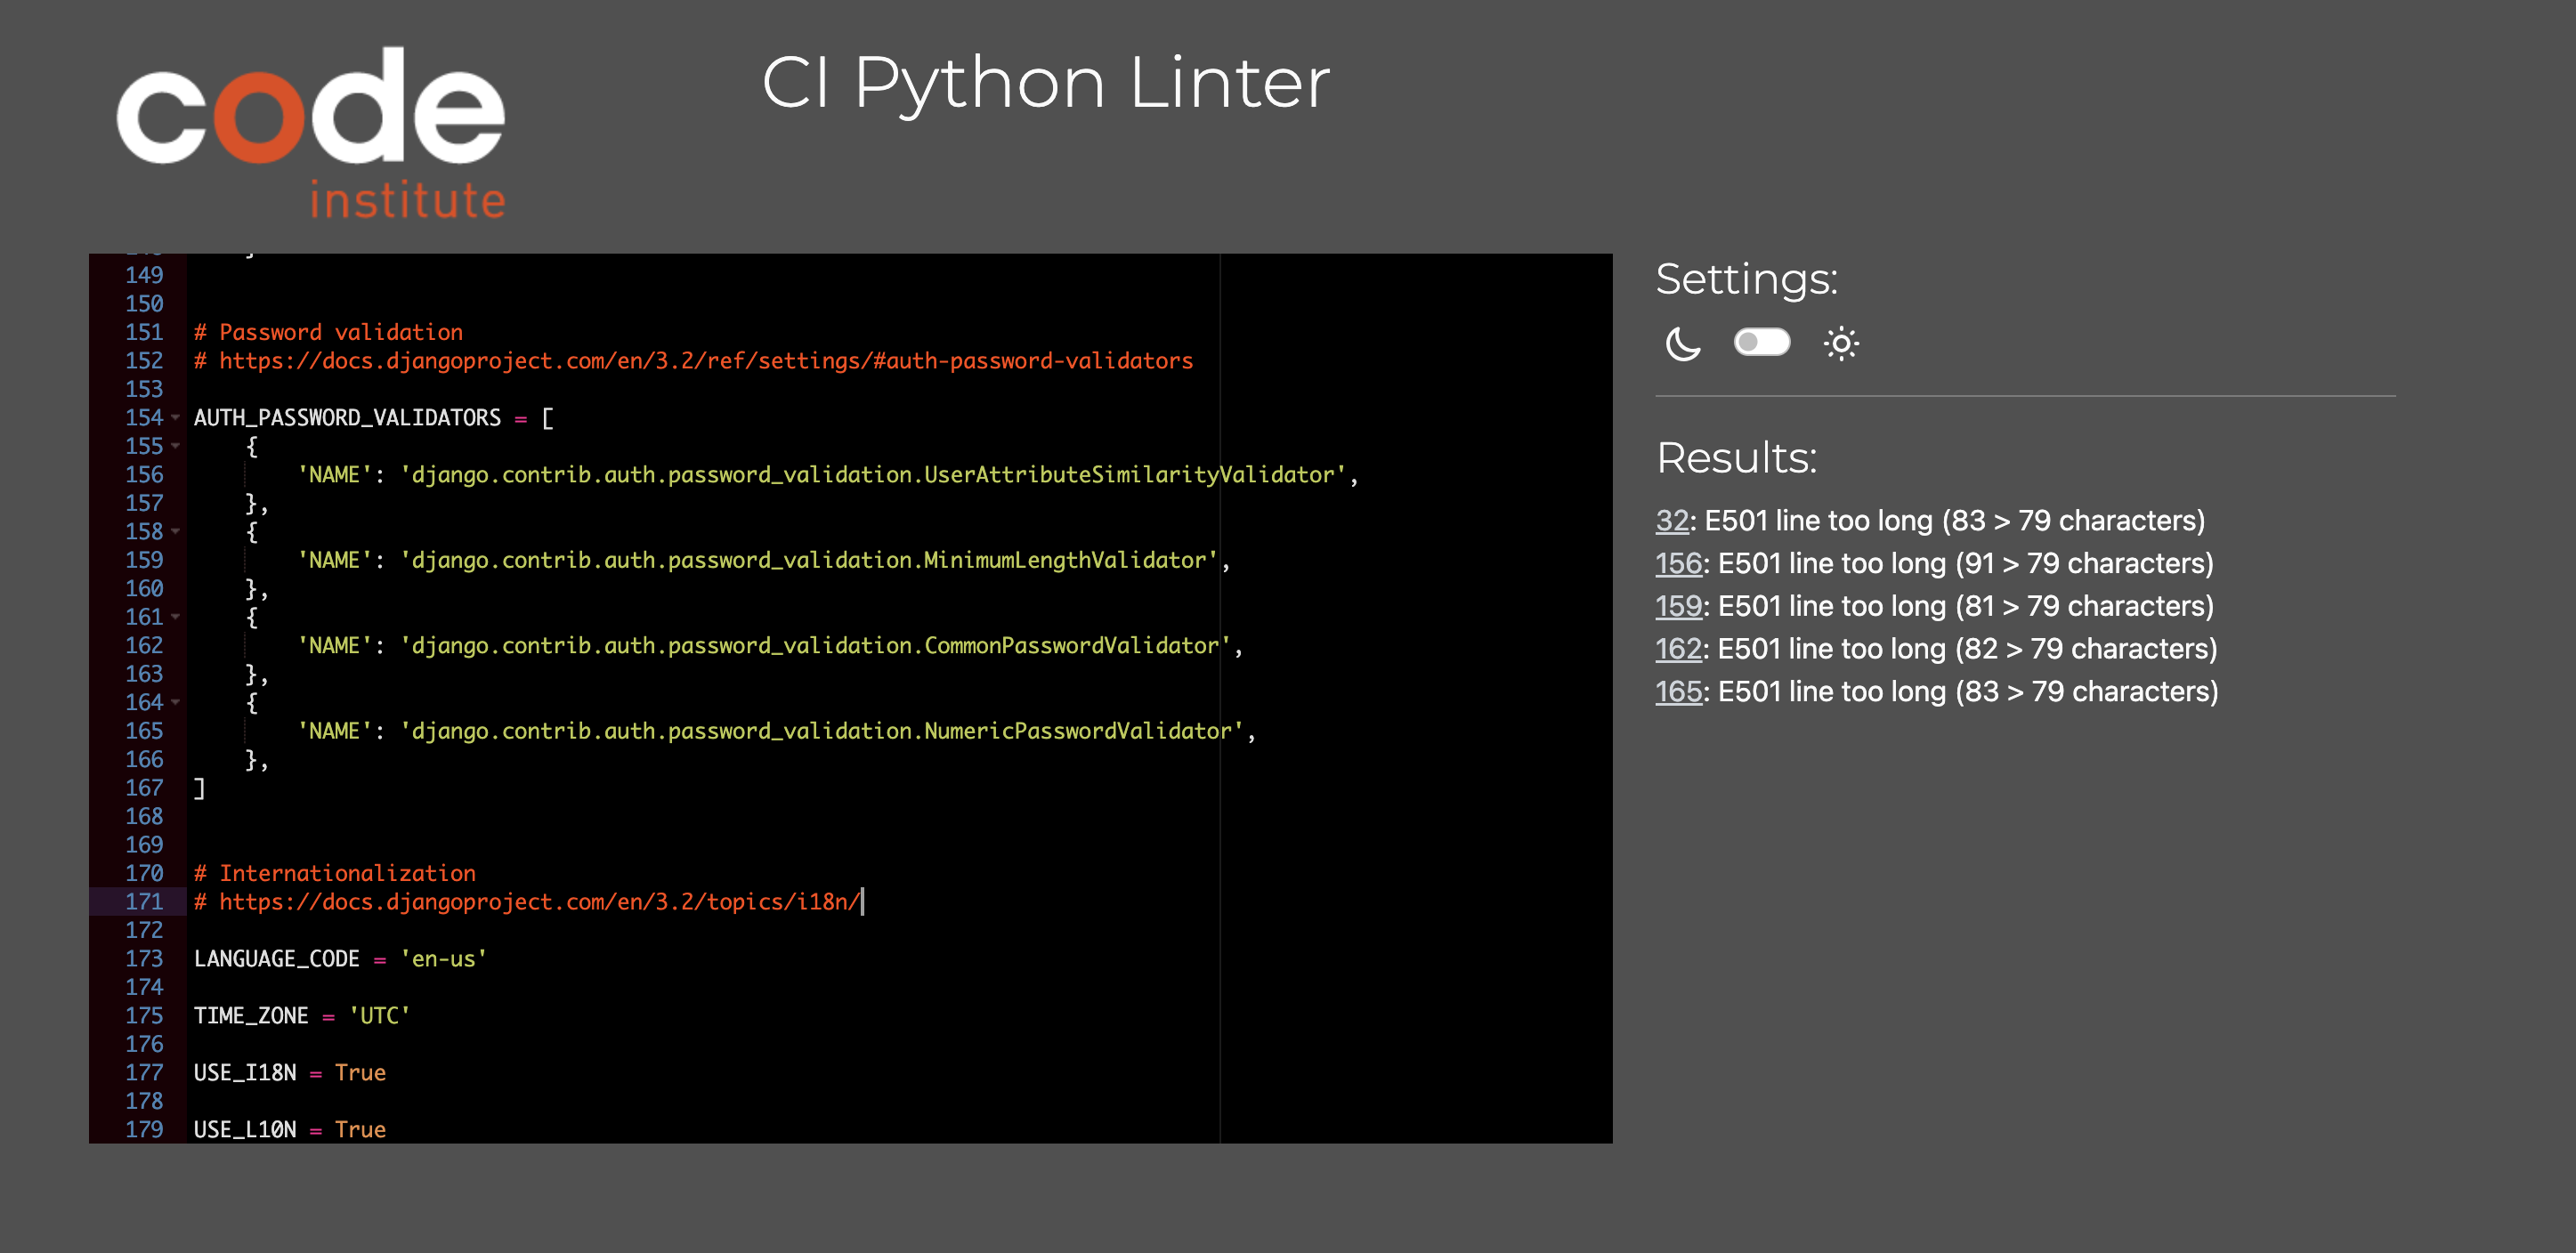 code
institute
CI Python Linter
149
150
151 # Password validation
152 # https://docs.djangoproject.com/en/3.2/ref/settings/#auth-password-validators
153
154 AUTH_PASSWORD_VALIDATORS = [
155 {
156 'NAME': 'django.contrib.auth.password_validation.UserAttributeSimilarityValidator',
157 },
158 {
159 'NAME': 'django.contrib.auth.password_validation.MinimumLengthValidator',
160 },
161 {
162 'NAME': 'django.contrib.auth.password_validation.CommonPasswordValidator',
163 },
164 {
165 'NAME': 'django.contrib.auth.password_validation.NumericPasswordValidator',
166 },
167 ]
168
169
170 # Internationalization
171 # https://docs.djangoproject.com/en/3.2/topics/i18n/
172
173 LANGUAGE_CODE = 'en-us'
174
175 TIME_ZONE = 'UTC'
176
177 USE_I18N = True
178
179 USE_L10N = True
Settings:
Results:
32: E501 line too long (83 > 79 characters)
156: E501 line too long (91 > 79 characters)
159: E501 line too long (81 > 79 characters)
162: E501 line too long (82 > 79 characters)
165: E501 line too long (83 > 79 characters)